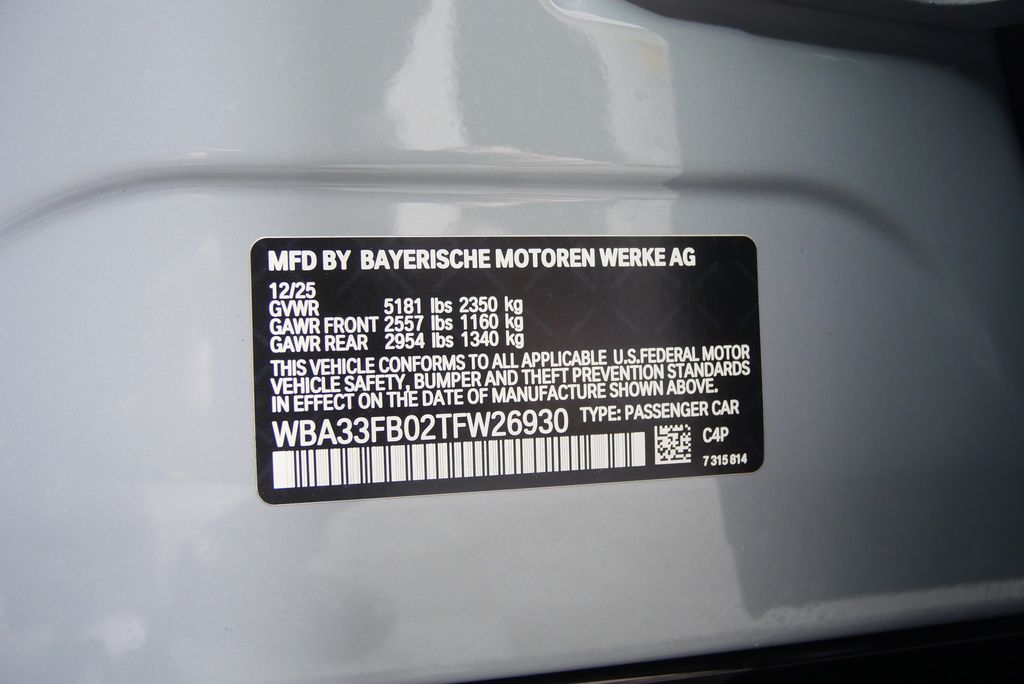 MFD BY BAYERISCHE MOTOREN WERKE AG
12/25
GVWR 5181 lbs 2350 kg
GAWR FRONT 2557 lbs 1160 kg
GAWR REAR 2954 lbs 1340 kg
THIS VEHICLE CONFORMS TO ALL APPLICABLE U.S.FEDERAL MOTOR
VEHICLE SAFETY, BUMPER AND THEFT PREVENTION STANDARDS
IN EFFECT ON THE DATE OF MANUFACTURE SHOWN ABOVE.
WBA33FB02TFW26930 TYPE: PASSENGER CAR
C4P
7 315 814